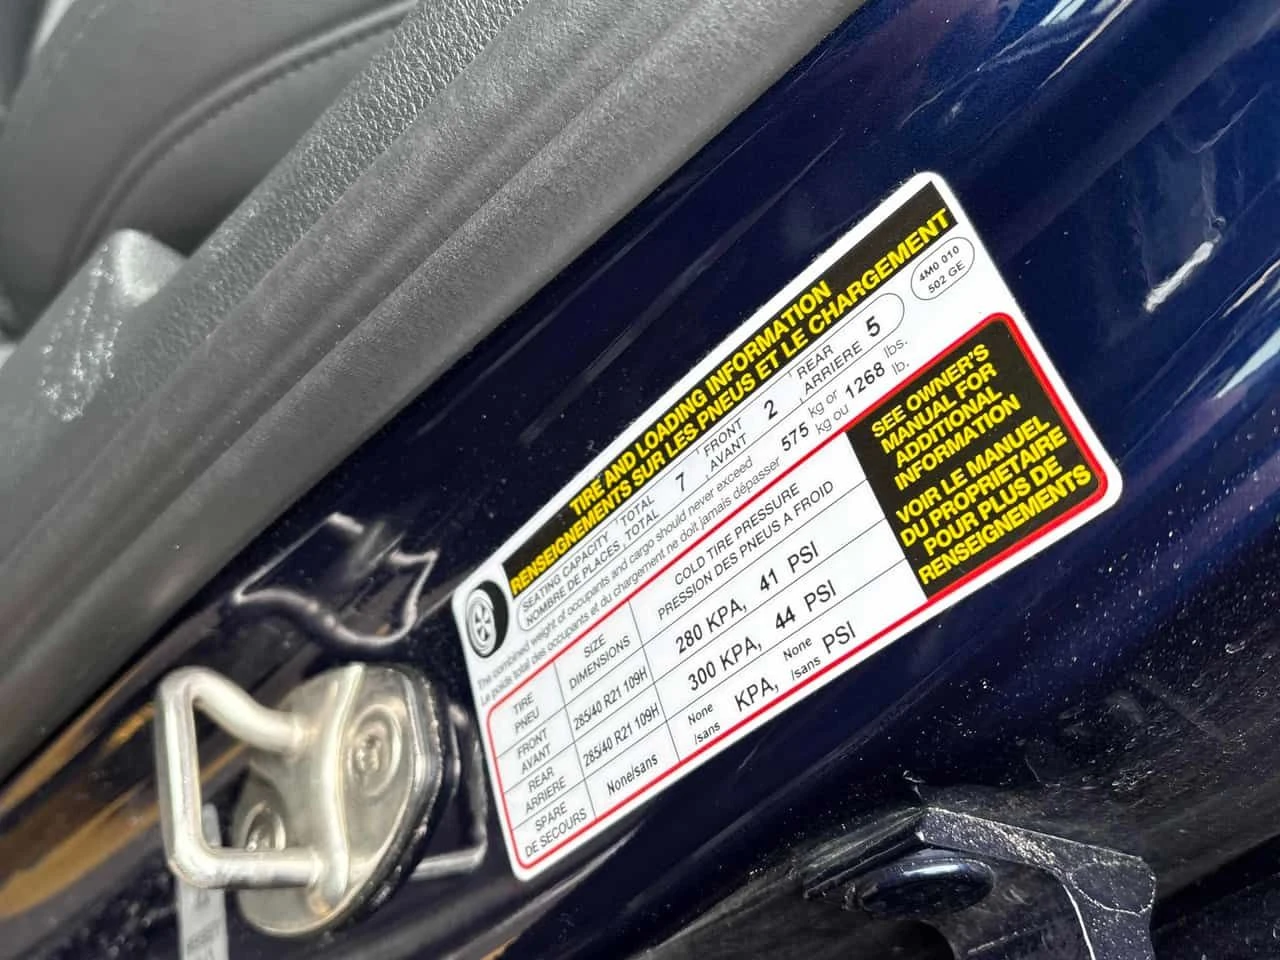 TIRE AND LOADING INFORMATION
RENSEIGNEMENTS SUR LES PNEUS ET LE CHARGEMENT
SEATING CAPACITY TOTAL 7 FRONT 2 REAR 5
NOMBRE DE PLACES TOTAL AVANT ARRIERE
4M0 010
502 GE
The combined weight of occupants and cargo should never exceed 575 kg or 1268 lbs.
Le poids total des occupants et du chargement ne doit jamais dépasser kg ou lb.
TIRE SIZE COLD TIRE PRESSURE
PNEU DIMENSIONS PRESSION DES PNEUS A FROID
FRONT 285/40 R21 109H 280 KPA, 41 PSI
AVANT
REAR 285/40 R21 109H 300 KPA, 44 PSI
ARRIERE
SPARE None/sans None KPA, None PSI
DE SECOURS /sans /sans
SEE OWNER'S
MANUAL FOR
ADDITIONAL
INFORMATION
VOIR LE MANUEL
DU PROPRIETAIRE
POUR PLUS DE
RENSEIGNEMENTS